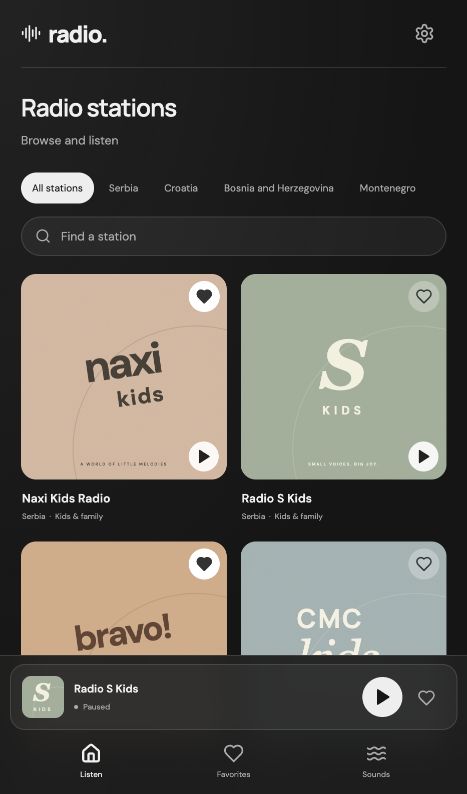 radio.
Radio stations
Browse and listen
All stations
Serbia
Croatia
Bosnia and Herzegovina
Montenegro
Find a station
naxi
kids
A WORLD OF LITTLE MELODIES
S
KIDS
SMALL VOICES. BIG JOY.
Naxi Kids Radio
Serbia · Kids & family
Radio S Kids
Serbia · Kids & family
bravo!
CMC
kids
S
KIDS
Radio S Kids
Paused
Listen
Favorites
Sounds